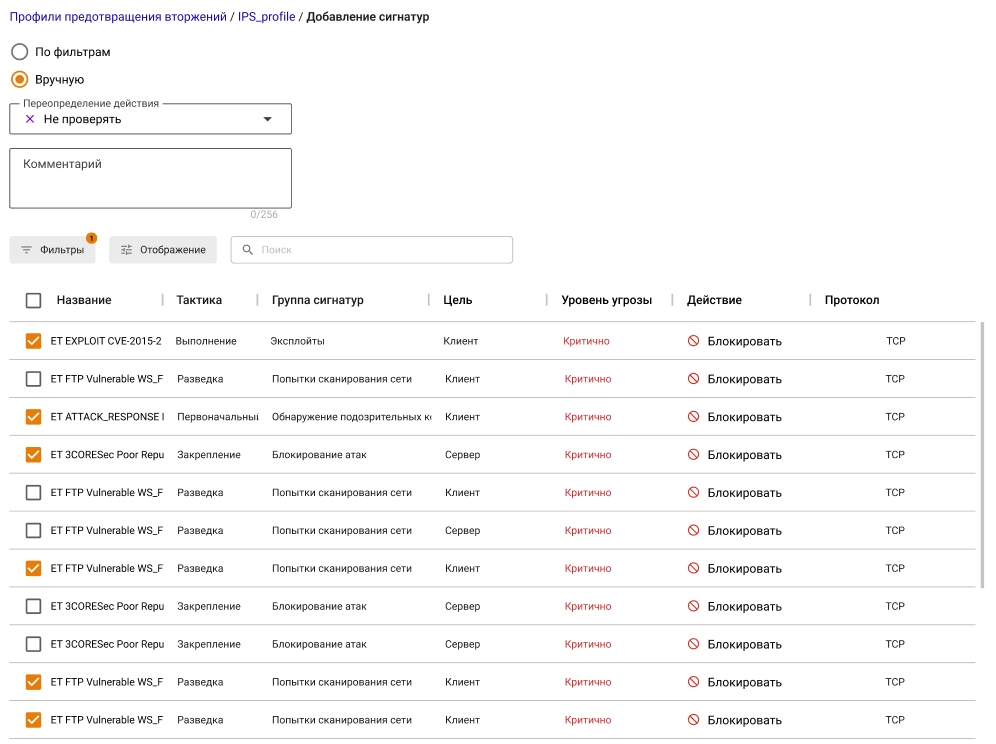 Профили предотвращения вторжений / IPS_profile / Добавление сигнатур
По фильтрам
Вручную
Переопределение действия
Не проверять
Комментарий
0/256
Фильтры 1 Отображение Поиск
Название Тактика Группа сигнатур Цель Уровень угрозы Действие Протокол
ET EXPLOIT CVE-2015-2 Выполнение Эксплойты Клиент Критично Блокировать TCP
ET FTP Vulnerable WS_F Разведка Попытки сканирования сети Клиент Критично Блокировать TCP
ET ATTACK_RESPONSE Первоначальный Обнаружение подозрительных Клиент Критично Блокировать TCP
ET 3CORESec Poor Repu Закрепление Блокирование атак Сервер Критично Блокировать TCP
ET FTP Vulnerable WS_F Разведка Попытки сканирования сети Клиент Критично Блокировать TCP
ET FTP Vulnerable WS_F Разведка Попытки сканирования сети Сервер Критично Блокировать TCP
ET FTP Vulnerable WS_F Разведка Попытки сканирования сети Клиент Критично Блокировать TCP
ET 3CORESec Poor Repu Закрепление Блокирование атак Сервер Критично Блокировать TCP
ET 3CORESec Poor Repu Закрепление Блокирование атак Сервер Критично Блокировать TCP
ET FTP Vulnerable WS_F Разведка Попытки сканирования сети Клиент Критично Блокировать TCP
ET FTP Vulnerable WS_F Разведка Попытки сканирования сети Клиент Критично Блокировать TCP